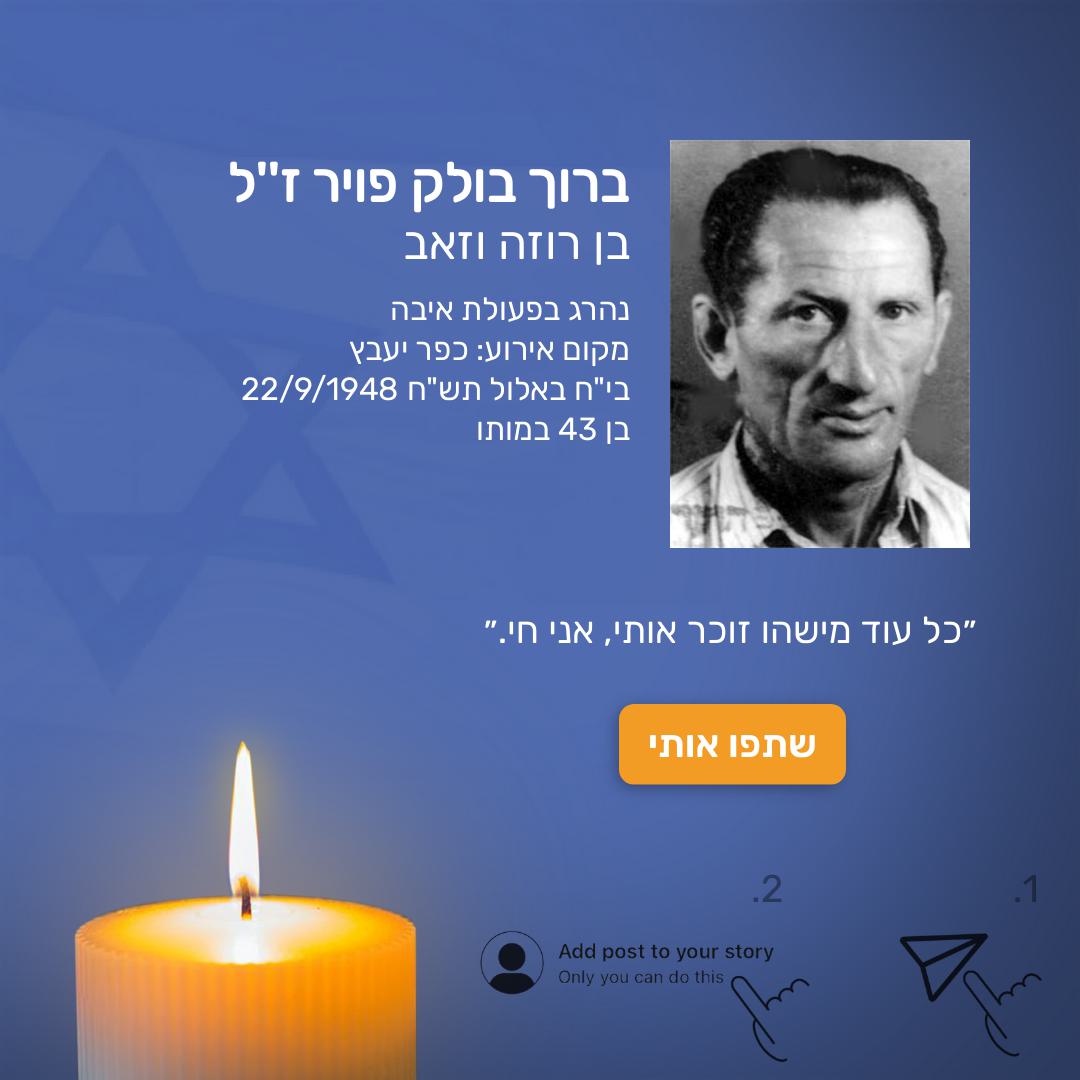 ברוך בולק פויר ז"ל
בן רוזה וזאב
נהרג בפעולת איבה
מקום אירוע: כפר יעבץ
בי"ח באלול תש"ח 22/9/1948
בן 43 במותו
"כל עוד מישהו זוכר אותי, אני חי."
שתפו אותי
.1
.2
Add post to your story
Only you can do this